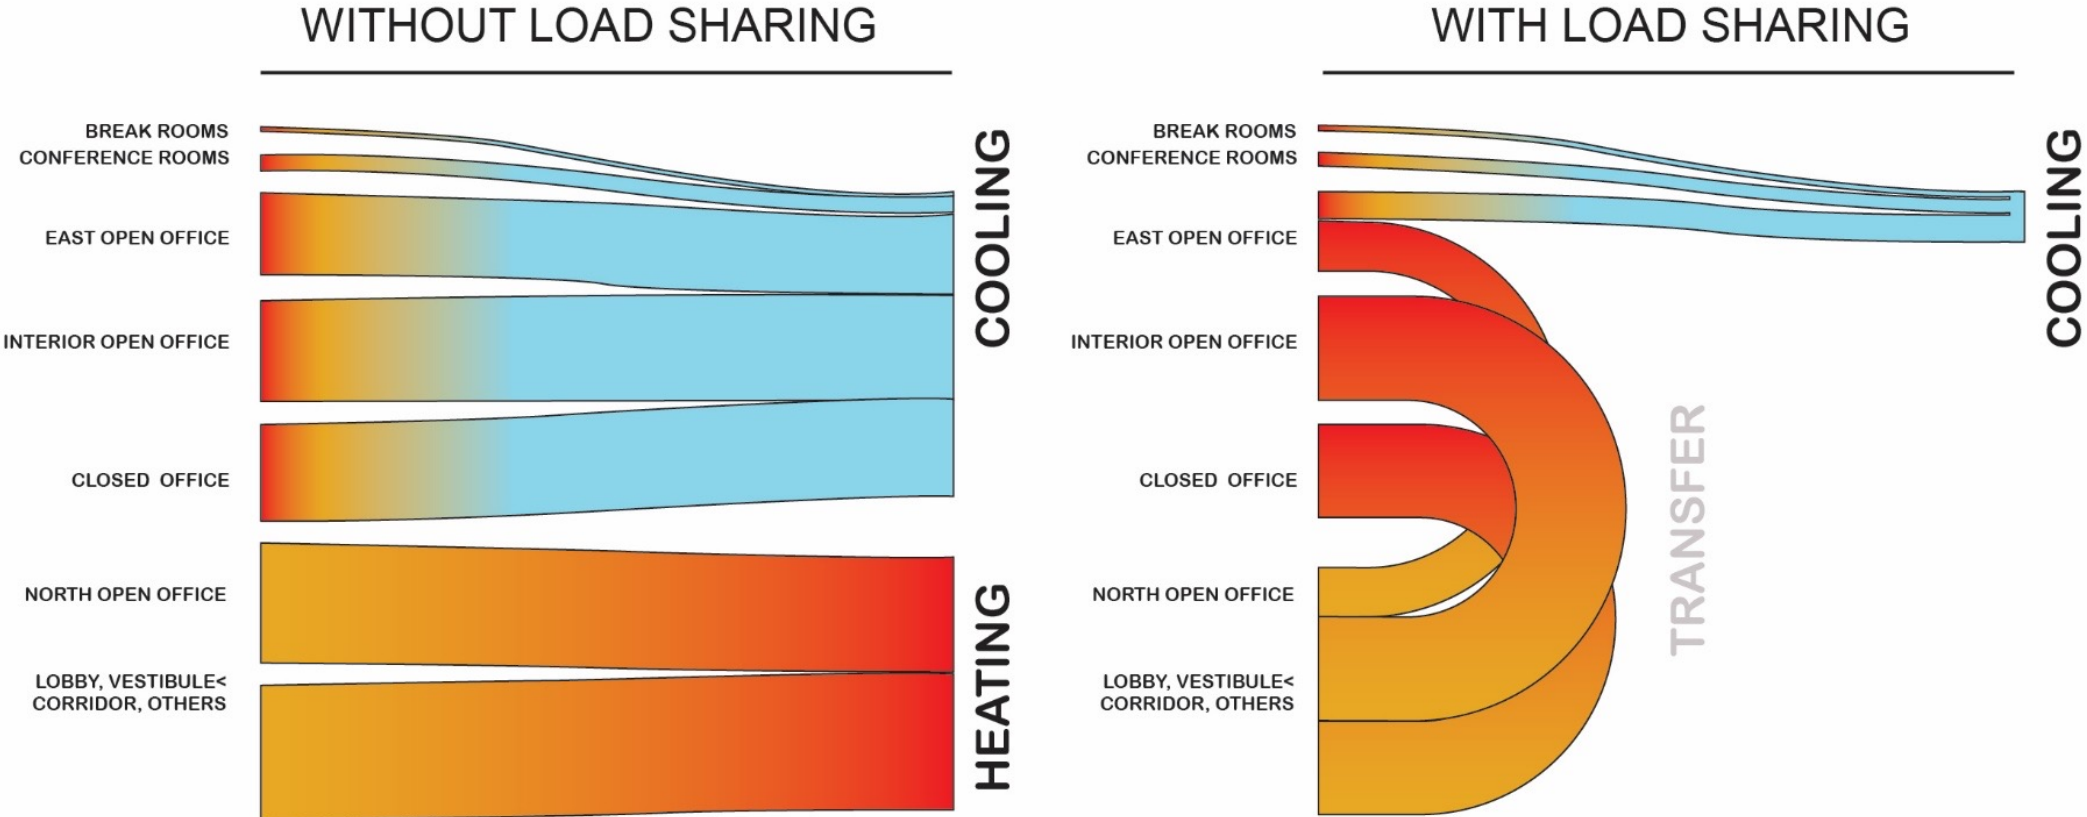 WITHOUT LOAD SHARING
BREAK ROOMS
CONFERENCE ROOMS
EAST OPEN OFFICE
INTERIOR OPEN OFFICE
CLOSED OFFICE
NORTH OPEN OFFICE
LOBBY, VESTIBULE<
CORRIDOR, OTHERS
COOLING
HEATING
WITH LOAD SHARING
BREAK ROOMS
CONFERENCE ROOMS
EAST OPEN OFFICE
INTERIOR OPEN OFFICE
CLOSED OFFICE
NORTH OPEN OFFICE
LOBBY, VESTIBULE<
CORRIDOR, OTHERS
TRANSFER
COOLING